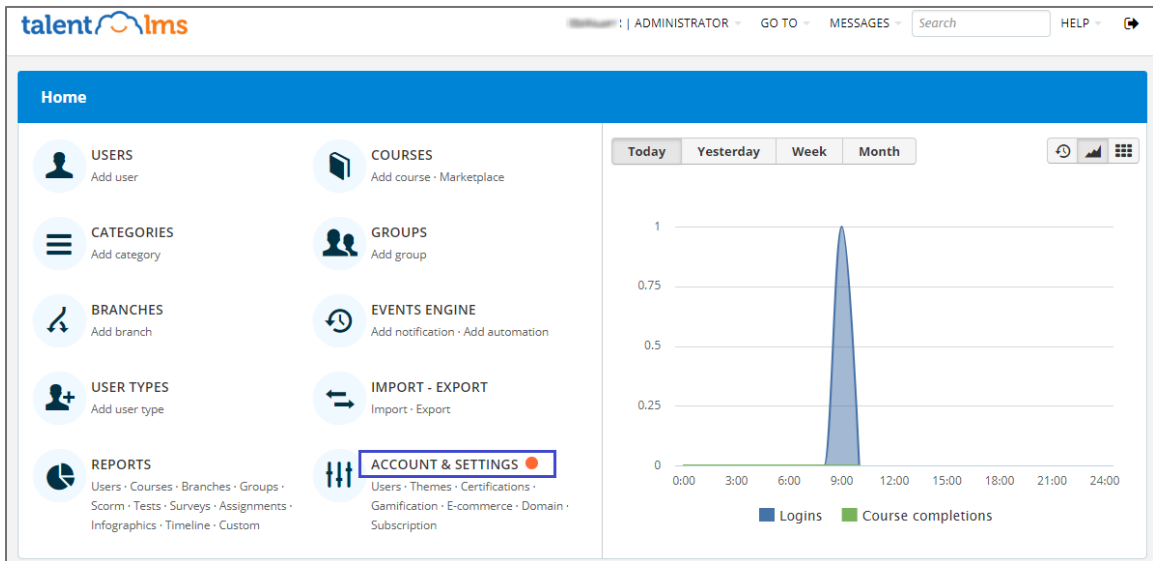 talentlms
| ADMINISTRATOR GO TO MESSAGES Search HELP
Home
USERS
Add user
COURSES
Add course · Marketplace
CATEGORIES
Add category
GROUPS
Add group
BRANCHES
Add branch
EVENTS ENGINE
Add notification · Add automation
USER TYPES
Add user type
IMPORT - EXPORT
Import · Export
REPORTS
Users · Courses · Branches · Groups ·
Scorm · Tests · Surveys · Assignments ·
Infographics · Timeline · Custom
ACCOUNT & SETTINGS
Users · Themes · Certifications ·
Gamification · E-commerce · Domain ·
Subscription
Today Yesterday Week Month
1
0.75
0.5
0.25
0
0:00 3:00 6:00 9:00 12:00 15:00 18:00 21:00 24:00
Logins Course completions